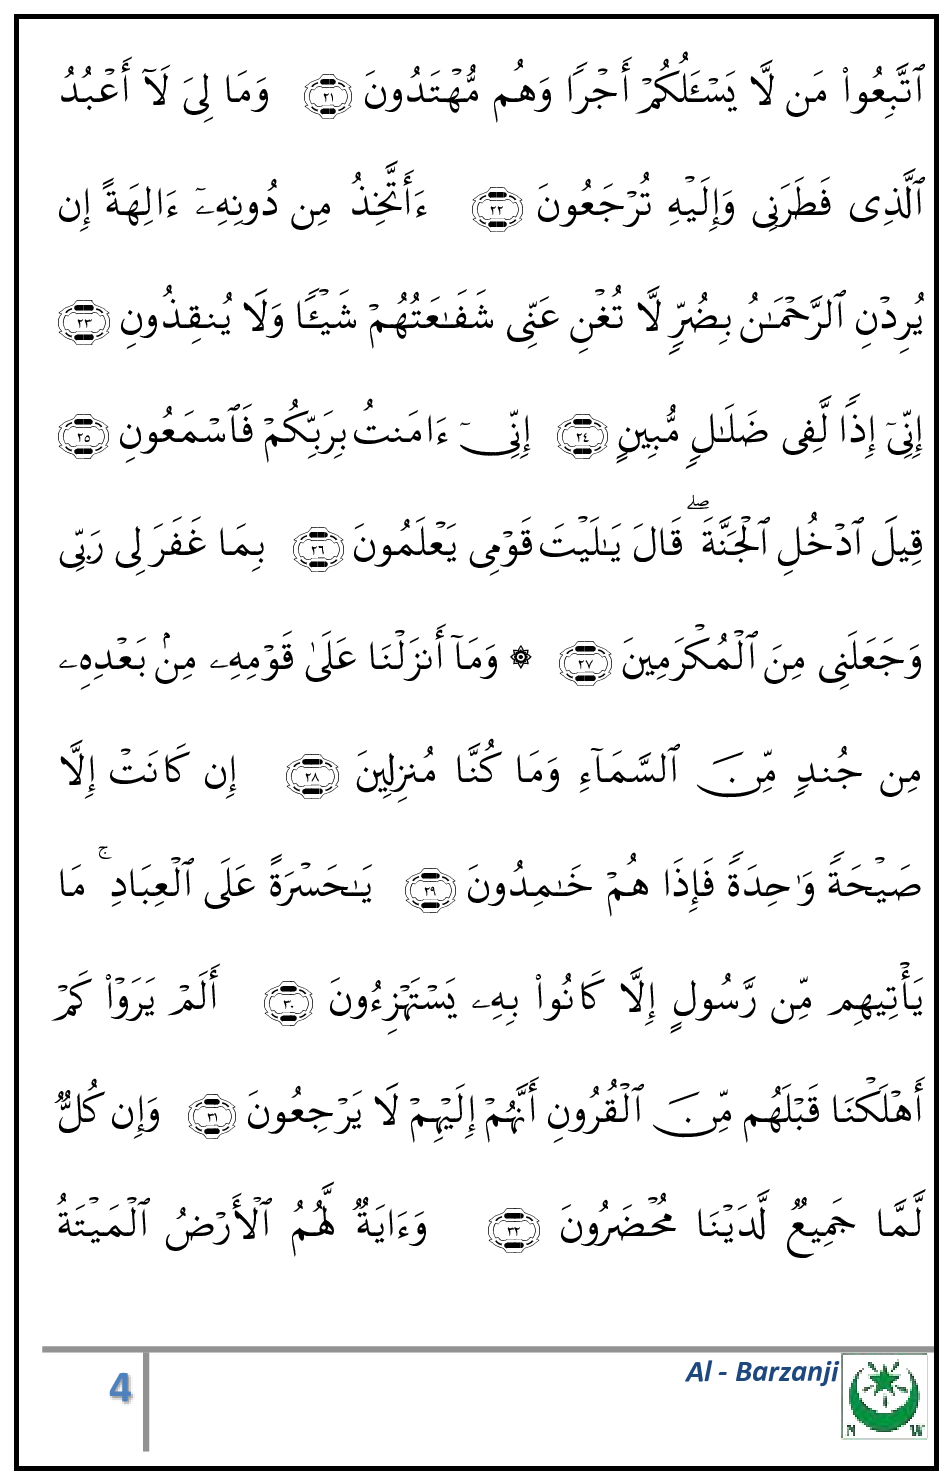 ٱتَّبِعُوا۟ مَن لَّا يَسْـَٔلُكُمْ أَجْرًا وَهُم مُّهْتَدُونَ ٢١ وَمَا لِىَ لَآ أَعْبُدُ
ٱلَّذِى فَطَرَنِى وَإِلَيْهِ تُرْجَعُونَ ٢٢ ءَأَتَّخِذُ مِن دُونِهِۦٓ ءَالِهَةً إِن
يُرِدْنِ ٱلرَّحْمَـٰنُ بِضُرٍّ لَّا تُغْنِ عَنِّى شَفَـٰعَتُهُمْ شَيْـًٔا وَلَا يُنقِذُونِ ٢٣
إِنِّىٓ إِذًا لَّفِى ضَلَـٰلٍ مُّبِينٍ ٢٤ إِنِّىٓ ءَامَنتُ بِرَبِّكُمْ فَٱسْمَعُونِ ٢٥
قِيلَ ٱدْخُلِ ٱلْجَنَّةَ ۖ قَالَ يَـٰلَيْتَ قَوْمِى يَعْلَمُونَ ٢٦ بِمَا غَفَرَ لِى رَبِّى
وَجَعَلَنِى مِنَ ٱلْمُكْرَمِينَ ٢٧ ۞ وَمَآ أَنزَلْنَا عَلَىٰ قَوْمِهِۦ مِنۢ بَعْدِهِۦ
مِن جُندٍ مِّنَ ٱلسَّمَآءِ وَمَا كُنَّا مُنزِلِينَ ٢٨ إِن كَانَتْ إِلَّا
صَيْحَةً وَٰحِدَةً فَإِذَا هُمْ خَـٰمِدُونَ ٢٩ يَـٰحَسْرَةً عَلَى ٱلْعِبَادِ ۚ مَا
يَأْتِيهِم مِّن رَّسُولٍ إِلَّا كَانُوا۟ بِهِۦ يَسْتَهْزِءُونَ ٣٠ أَلَمْ يَرَوْا۟ كَمْ
أَهْلَكْنَا قَبْلَهُم مِّنَ ٱلْقُرُونِ أَنَّهُمْ إِلَيْهِمْ لَا يَرْجِعُونَ ٣١ وَإِن كُلٌّ
لَّمَّا جَمِيعٌ لَّدَيْنَا مُحْضَرُونَ ٣٢ وَءَايَةٌ لَّهُمُ ٱلْأَرْضُ ٱلْمَيْتَةُ
Al - Barzanji
4
N W